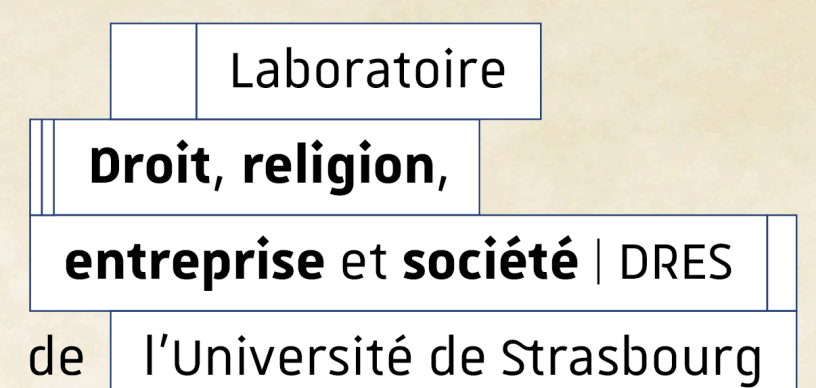 Laboratoire
Droit, religion,
entreprise et société | DRES
de l'Université de Strasbourg